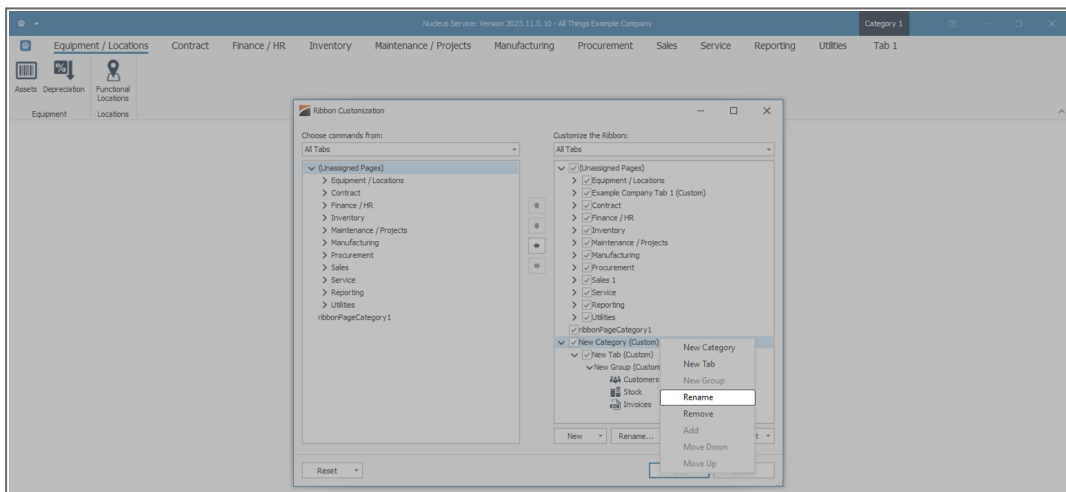 Nucleus Service: Version 2023.11.0.10 - All Things Example Company
Category 1
Equipment / Locations Contract Finance / HR Inventory Maintenance / Projects Manufacturing Procurement Sales Service Reporting Utilities Tab 1
Assets Depreciation Functional Locations
Equipment Locations
Ribbon Customization
Choose commands from: Customize the Ribbon:
All Tabs All Tabs
(Unassigned Pages) (Unassigned Pages)
Equipment / Locations Equipment / Locations
Contract Example Company Tab 1 (Custom)
Finance / HR Contract
Inventory Finance / HR
Maintenance / Projects Inventory
Manufacturing Maintenance / Projects
Procurement Manufacturing
Sales Procurement
Service Sales 1
Reporting Service
Utilities Reporting
ribbonPageCategory1 Utilities
ribbonPageCategory1
New Category (Custom)
New Tab (Custom)
New Group (Custom
Customers
Stock
Invoices
New Category
New Tab
New Group
Rename
Remove
Add
Move Down
Move Up
New Rename... t
Reset